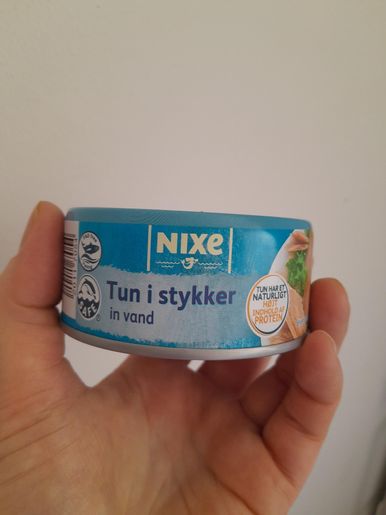 NIXE
Tun i stykker
in vand
TUN HAR ET
NATURLIGT
HØJT
INDHOLD AF
PROTEIN